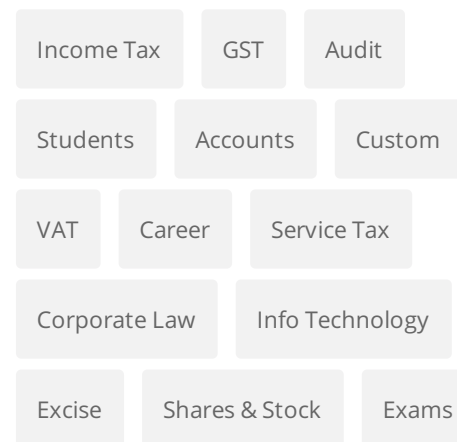 Income Tax GST Audit
Students Accounts Custom
VAT Career Service Tax
Corporate Law Info Technology
Excise Shares & Stock Exams